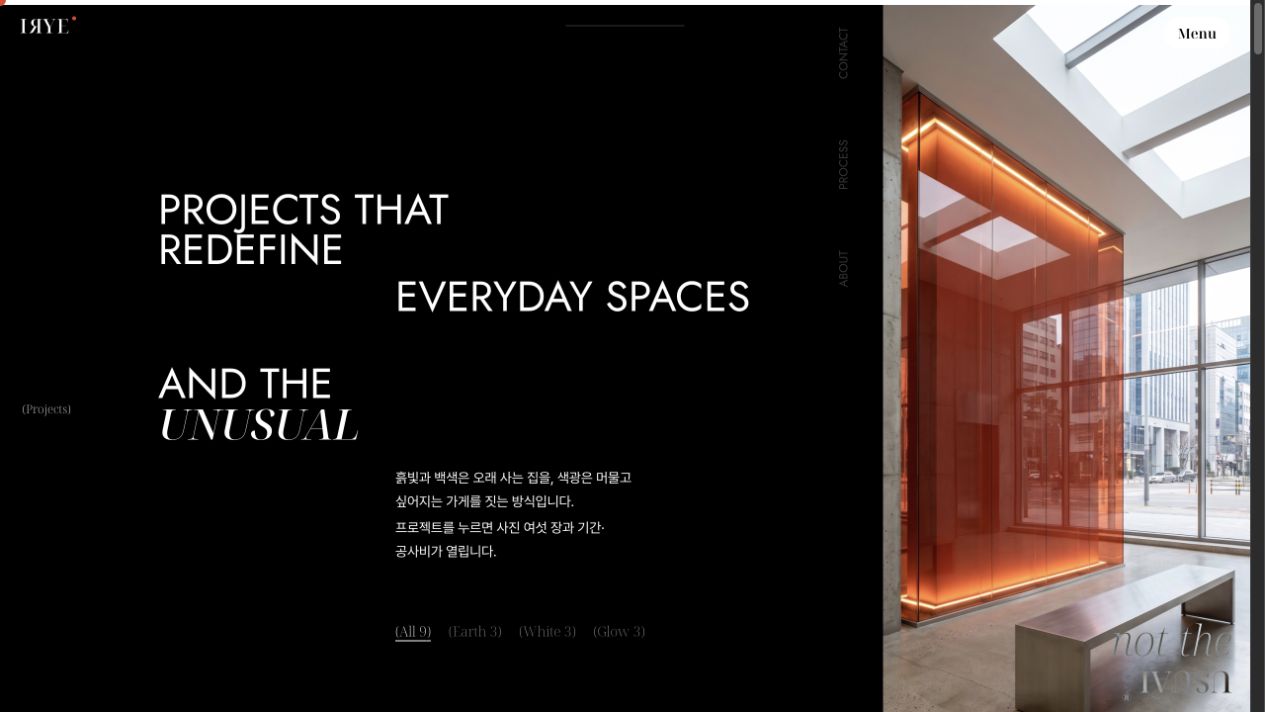 IRYE
Menu
CONTACT
PROCESS
ABOUT
PROJECTS THAT
REDEFINE
EVERYDAY SPACES
AND THE
UNUSUAL
(Projects)
흙빛과 백색은 오래 사는 집을, 색광은 머물고
싶어지는 가게를 짓는 방식입니다.
프로젝트를 누르면 사진 여섯 장과 기간·
공사비가 열립니다.
(All 9) (Earth 3) (White 3) (Glow 3)
not the